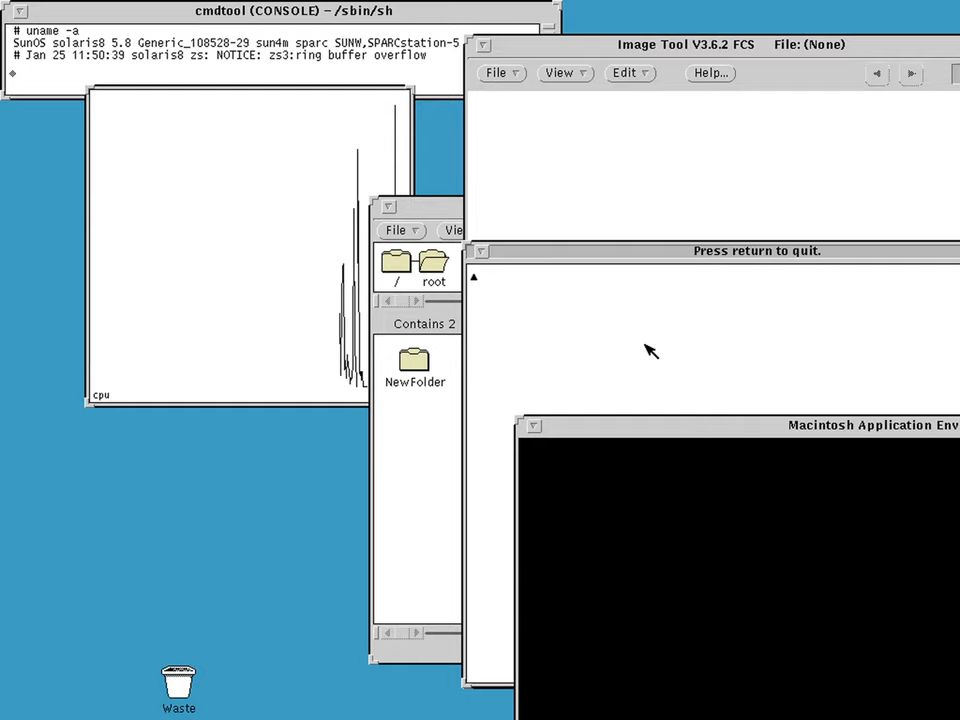 cmdtool (CONSOLE) - /sbin/sh
# uname -a
SunOS solaris8 5.8 Generic_108528-29 sun4m sparc SUNW,SPARCstation-5
# Jan 25 11:50:39 solaris8 zs: NOTICE: zs3:ring buffer overflow
Image Tool V3.6.2 FCS File: (None)
File View Edit Help...
cpu
File Vie
/ root
Contains 2
NewFolder
Press return to quit.
Macintosh Application Env
Waste